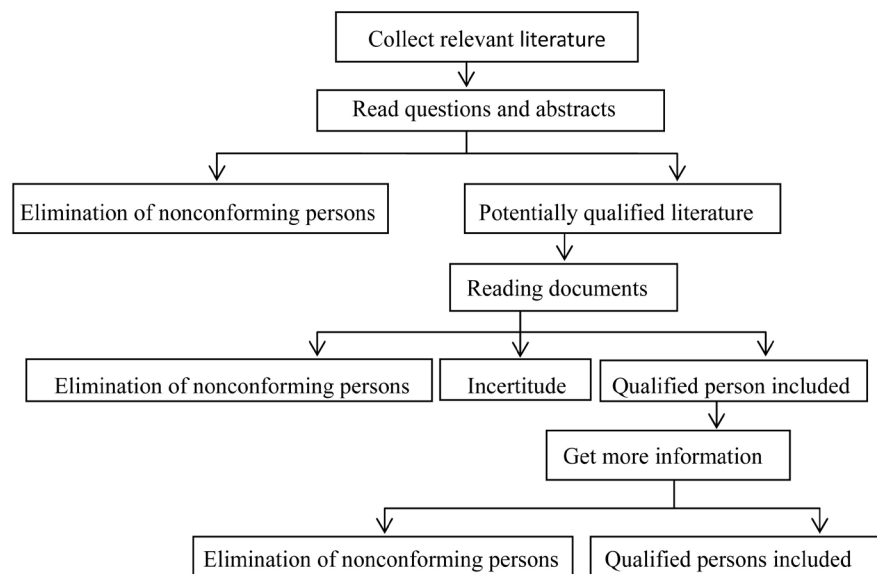 Collect relevant literature
Read questions and abstracts
Elimination of nonconforming persons
Potentially qualified literature
Reading documents
Elimination of nonconforming persons
Incertitude
Qualified person included
Get more information
Elimination of nonconforming persons
Qualified persons included